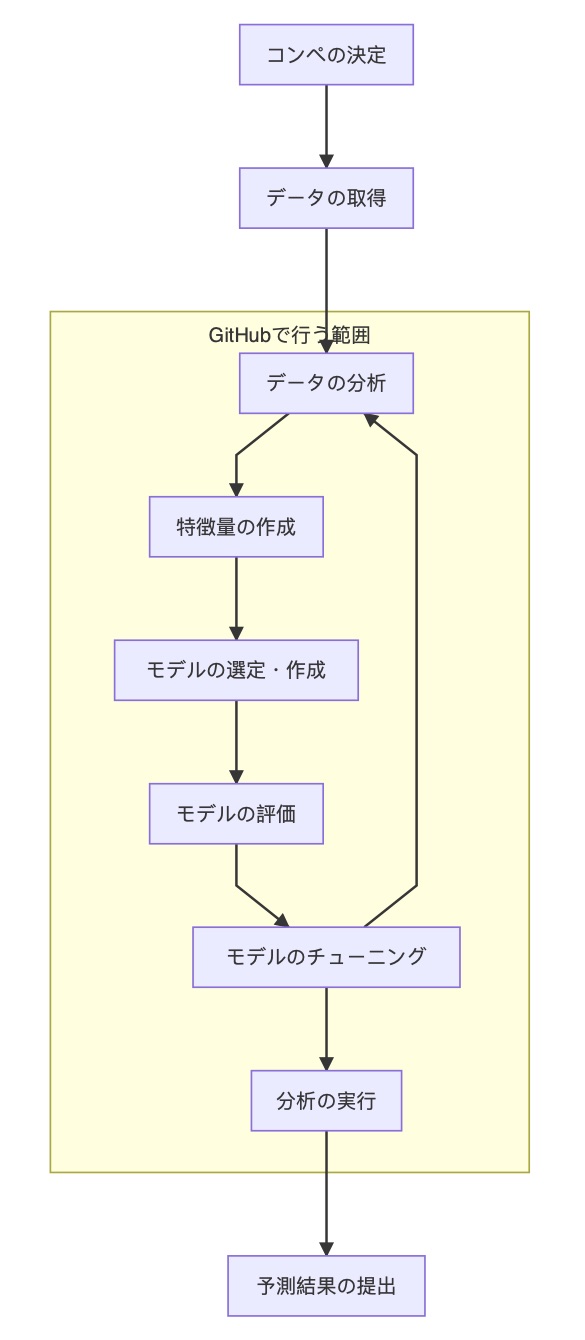 コンペの決定
データの取得
GitHubで行う範囲
データの分析
特徴量の作成
モデルの選定・作成
モデルの評価
モデルのチューニング
分析の実行
予測結果の提出